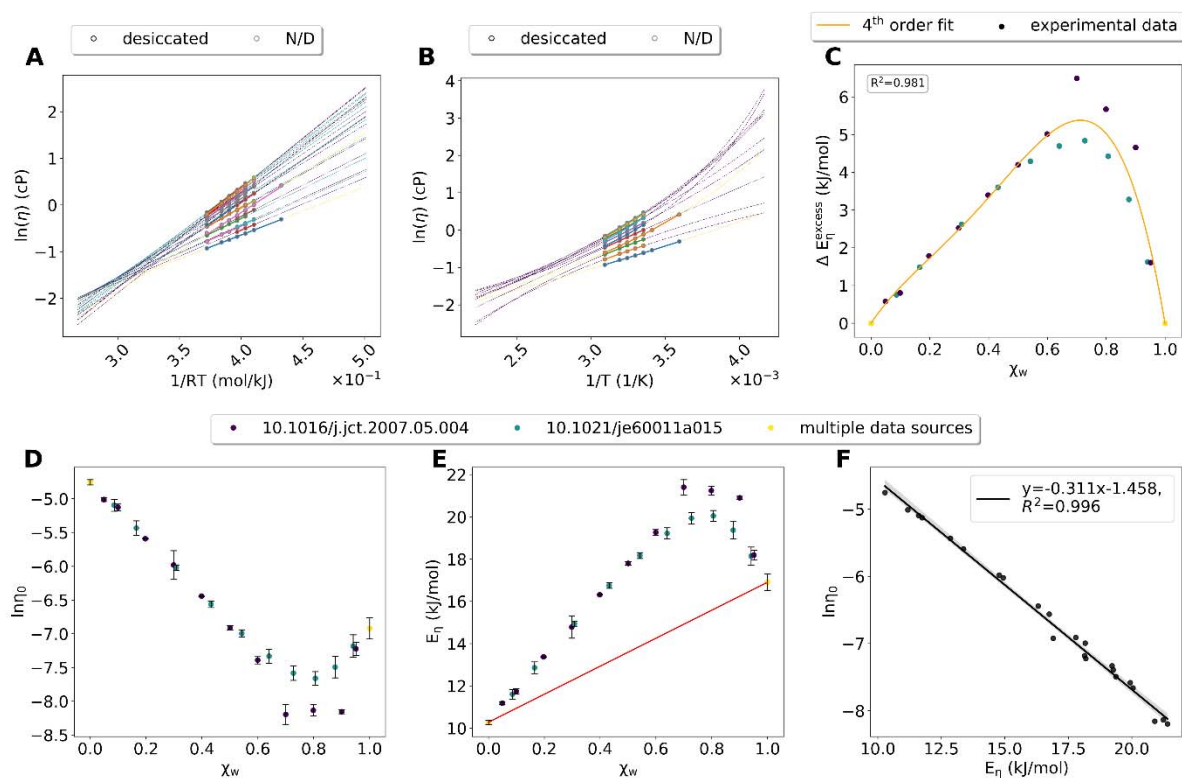 desiccated N/D
desiccated N/D
4th order fit experimental data
A
B
C
2
1
0
−1
−2
ln(η) (cP)
3.0
3.5
4.0
4.5
5.0
1/RT (mol/kJ)
×10−1
4
3
2
1
0
−1
−2
ln(η) (cP)
2.5
3.0
3.5
4.0
1/T (1/K)
×10−3
R2=0.981
7
6
5
4
3
2
1
0
Δ Eηexcess (kJ/mol)
0.0 0.2 0.4 0.6 0.8 1.0
χw
10.1016/j.jct.2007.05.004 10.1021/je60011a015 multiple data sources
D
E
F
−5.0
−5.5
−6.0
−6.5
−7.0
−7.5
−8.0
−8.5
lnη0
0.0 0.2 0.4 0.6 0.8 1.0
χw
22
20
18
16
14
12
10
Eη (kJ/mol)
0.0 0.2 0.4 0.6 0.8 1.0
χw
y=-0.311x-1.458,
R2=0.996
−5
−6
−7
−8
lnη0
10.0 12.5 15.0 17.5 20.0
Eη (kJ/mol)